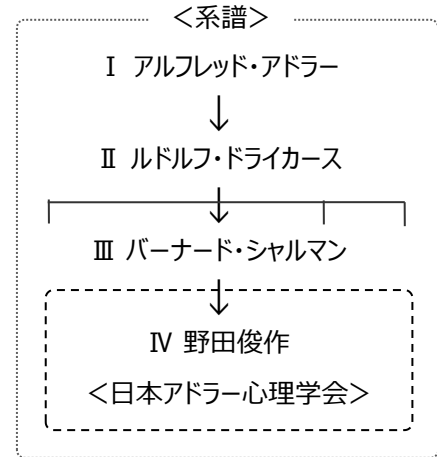 <系譜>
Ⅰ アルフレッド・アドラー
Ⅱ ルドルフ・ドライカース
Ⅲ バーナード・シャルマン
Ⅳ 野田俊作
<日本アドラー心理学会>